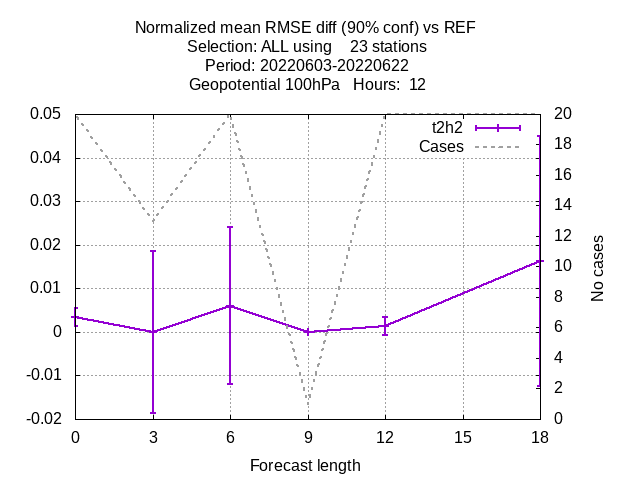 Normalized mean RMSE diff (90% conf) vs REF
Selection: ALL using    23 stations
Period: 20220603-20220622
Geopotential 100hPa   Hours:  12
0.05
0.04
0.03
0.02
0.01
0
-0.01
-0.02
t2h2
Cases
20
18
16
14
12
10
8
6
4
2
0
No cases
0 3 6 9 12 15 18
Forecast length